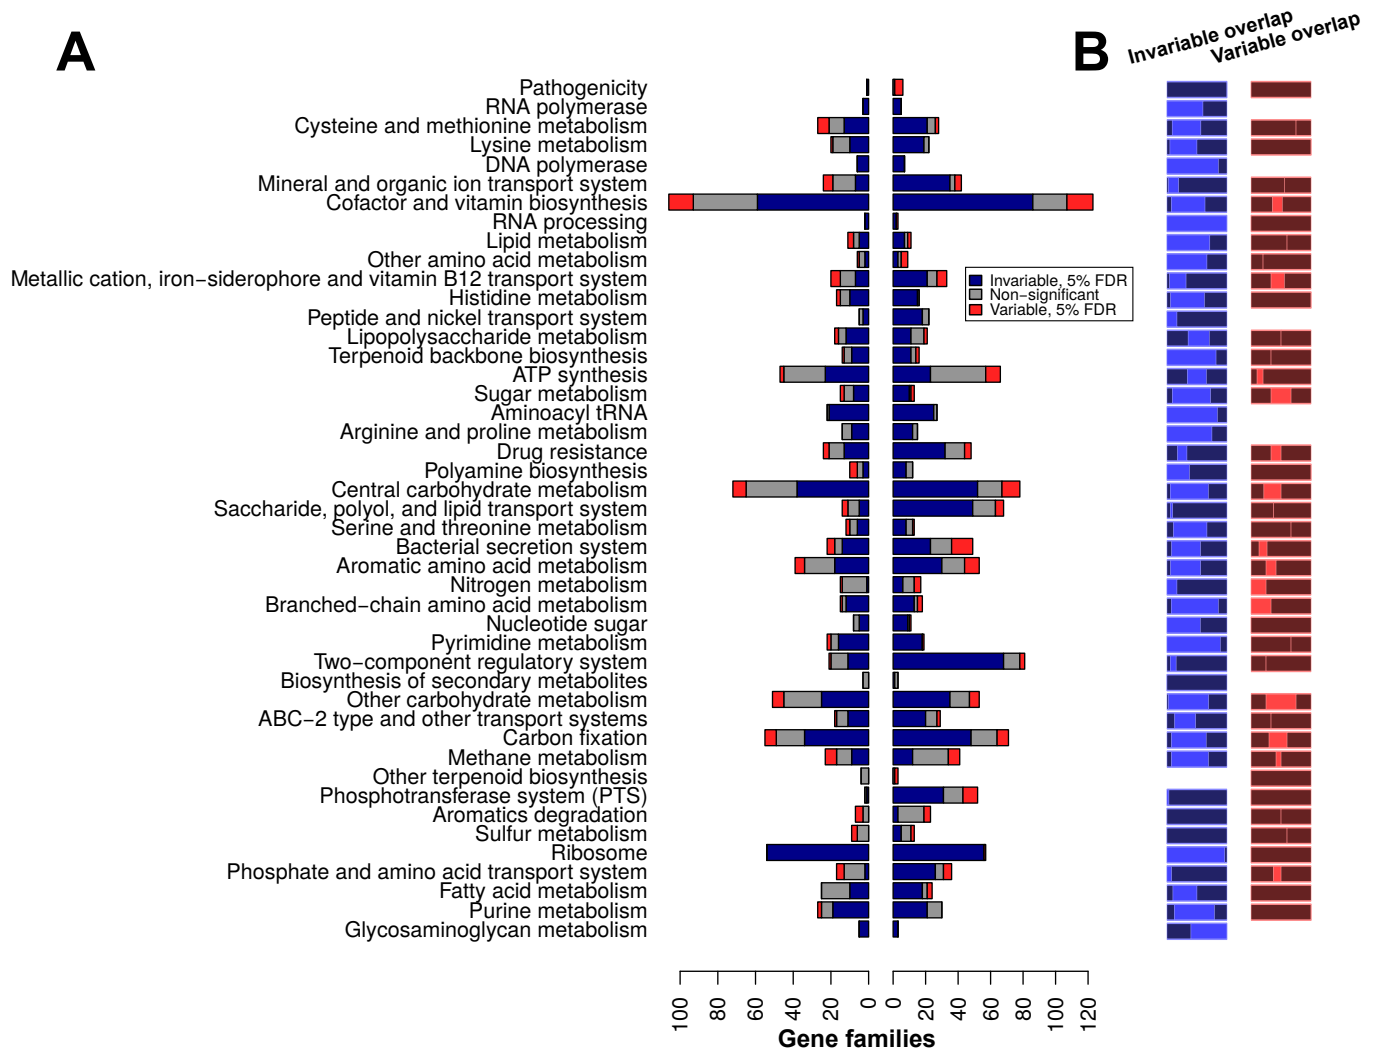 A
B
Invariable overlap
Variable overlap
Pathogenicity
RNA polymerase
Cysteine and methionine metabolism
Lysine metabolism
DNA polymerase
Mineral and organic ion transport system
Cofactor and vitamin biosynthesis
RNA processing
Lipid metabolism
Other amino acid metabolism
Metallic cation, iron−siderophore and vitamin B12 transport system
Histidine metabolism
Peptide and nickel transport system
Lipopolysaccharide metabolism
Terpenoid backbone biosynthesis
ATP synthesis
Sugar metabolism
Aminoacyl tRNA
Arginine and proline metabolism
Drug resistance
Polyamine biosynthesis
Central carbohydrate metabolism
Saccharide, polyol, and lipid transport system
Serine and threonine metabolism
Bacterial secretion system
Aromatic amino acid metabolism
Nitrogen metabolism
Branched−chain amino acid metabolism
Nucleotide sugar
Pyrimidine metabolism
Two−component regulatory system
Biosynthesis of secondary metabolites
Other carbohydrate metabolism
ABC−2 type and other transport systems
Carbon fixation
Methane metabolism
Other terpenoid biosynthesis
Phosphotransferase system (PTS)
Aromatics degradation
Sulfur metabolism
Ribosome
Phosphate and amino acid transport system
Fatty acid metabolism
Purine metabolism
Glycosaminoglycan metabolism
Invariable, 5% FDR
Non−significant
Variable, 5% FDR
100 80 60 40 20 0 0 20 40 60 80 100 120
Gene families